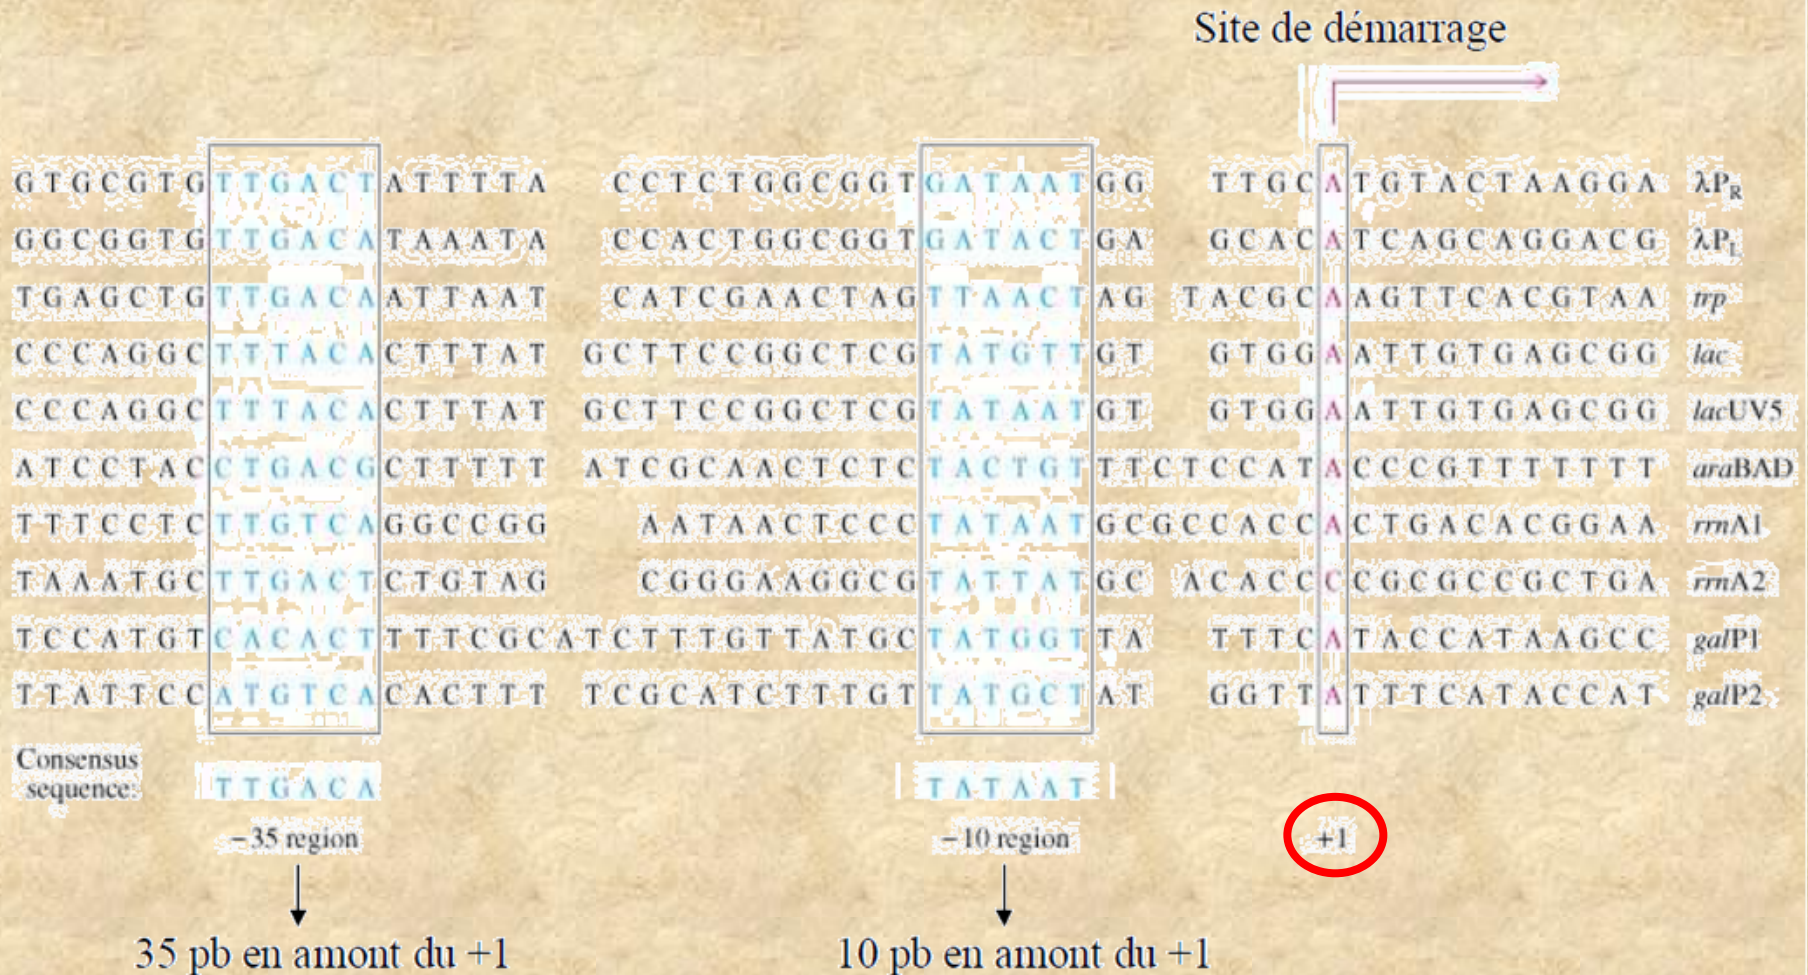 Site de démarrage
G T G C G T G T T G A C T A T T T T A C C T C T G G C G G T G A T A A T G G T T G C A T G T A C T A A G G A λPR
G G C G G T G T T G A C A T A A A T A C C A C T G G C G G T G A T A C T G A G C A C A T C A G C A G G A C G λPL
T G A G C T G T T G A C A A T T A A T C A T C G A A C T A G T T A A C T A G T A C G C A A G T T C A C G T A A trp
C C C A G G C T T T A C A C T T T A T G C T T C C G G C T C G T A T G T T G T G T G G A A T T G T G A G C G G lac
C C C A G G C T T T A C A C T T T A T G C T T C C G G C T C G T A T A A T G T G T G G A A T T G T G A G C G G lacUV5
A T C C T A C C T G A C G C T T T T T A T C G C A A C T C T C T A C T G T T T C T C C A T A C C C G T T T T T T T araBAD
T T T C C T C T T G T C A G G C C G G A A T A A C T C C C T A T A A T G C G C C A C C A C T G A C A C G G A A rrnA1
T A A A T G C T T G A C T C T G T A G C G G G A A G G C G T A T T A T G C A C A C C C C G C G C C G C T G A rrnA2
T C C A T G T C A C A C T T T T C G C A T C T T T G T T A T G C T A T G G T T A T T T C A T A C C A T A A G C C galP1
T T A T T C C A T G T C A C A C T T T T C G C A T C T T T G T T A T G C T A T G G T T A T T T C A T A C C A T galP2
Consensus
sequence: T T G A C A T A T A A T
−35 region −10 region +1
35 pb en amont du +1 10 pb en amont du +1